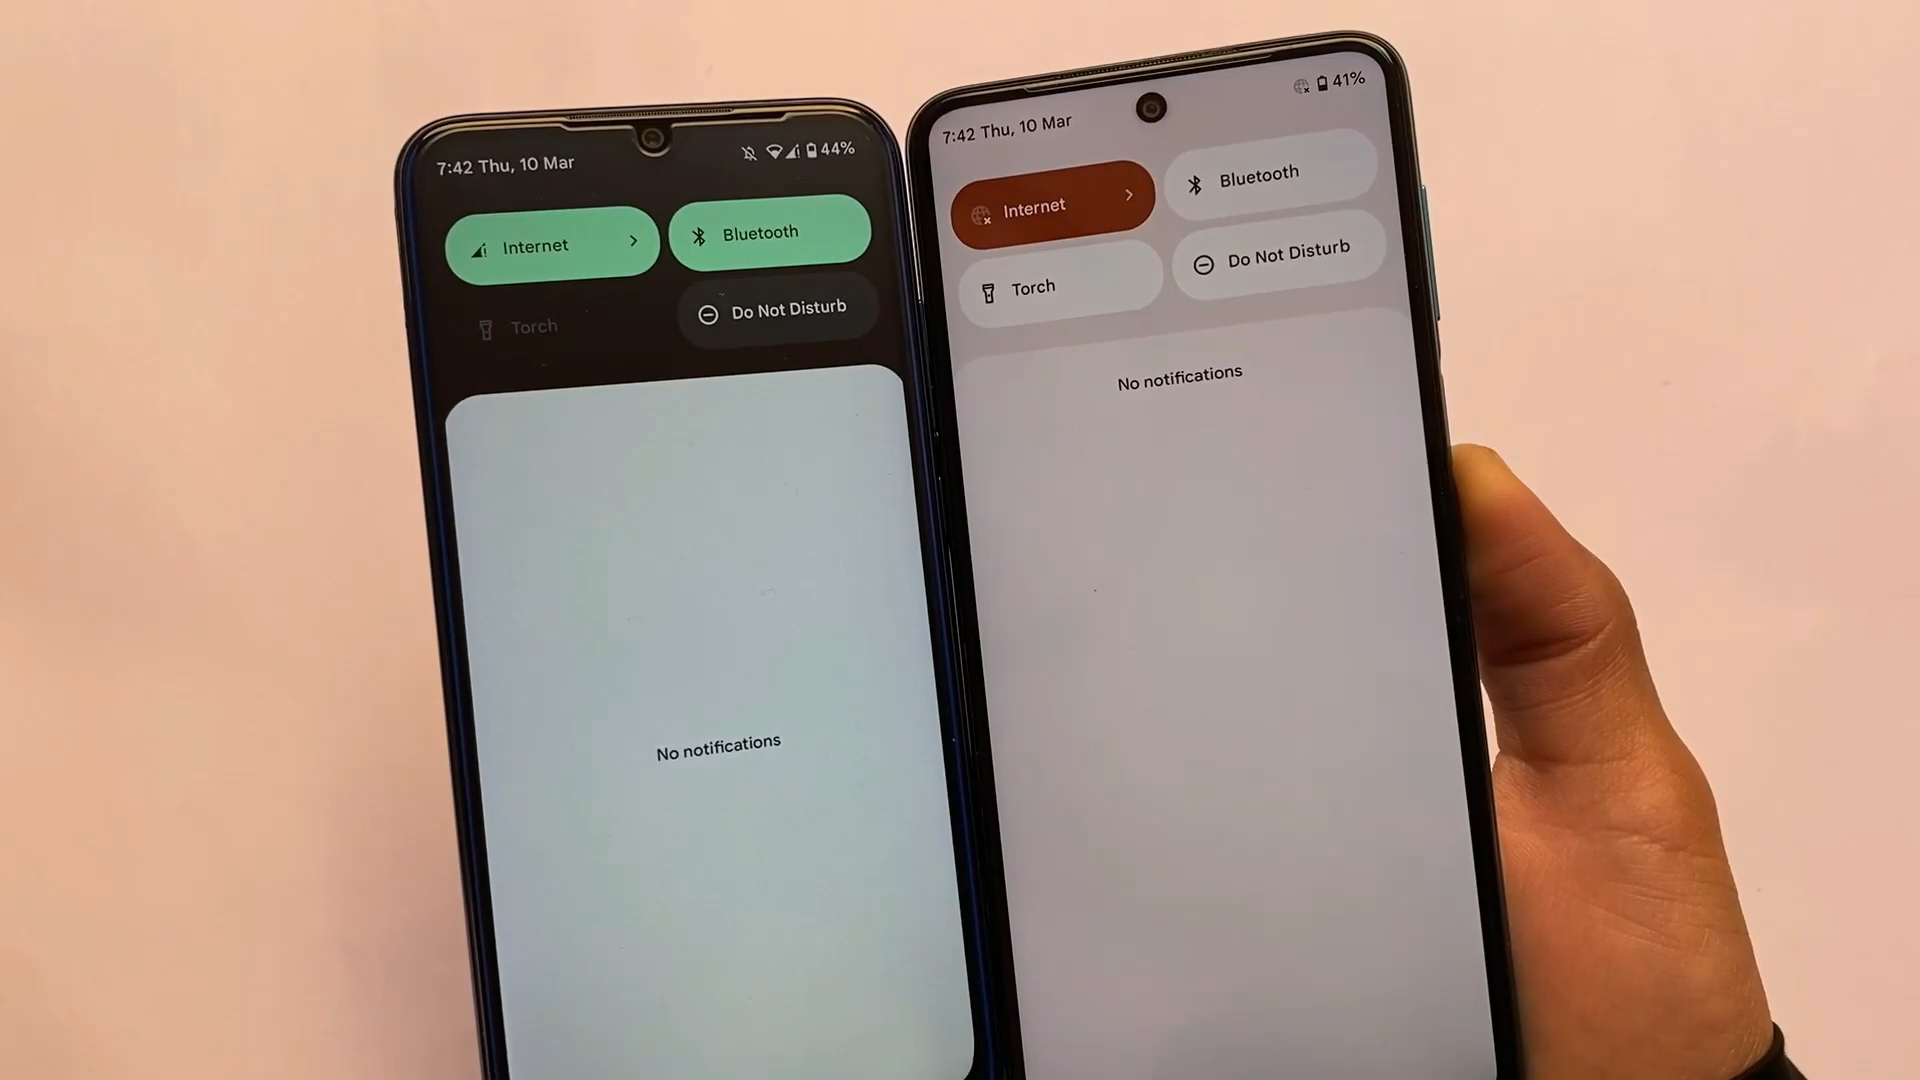 7:42 Thu, 10 Mar
44%
Internet
Bluetooth
Torch
Do Not Disturb
No notifications
7:42 Thu, 10 Mar
41%
Internet
Bluetooth
Torch
Do Not Disturb
No notifications